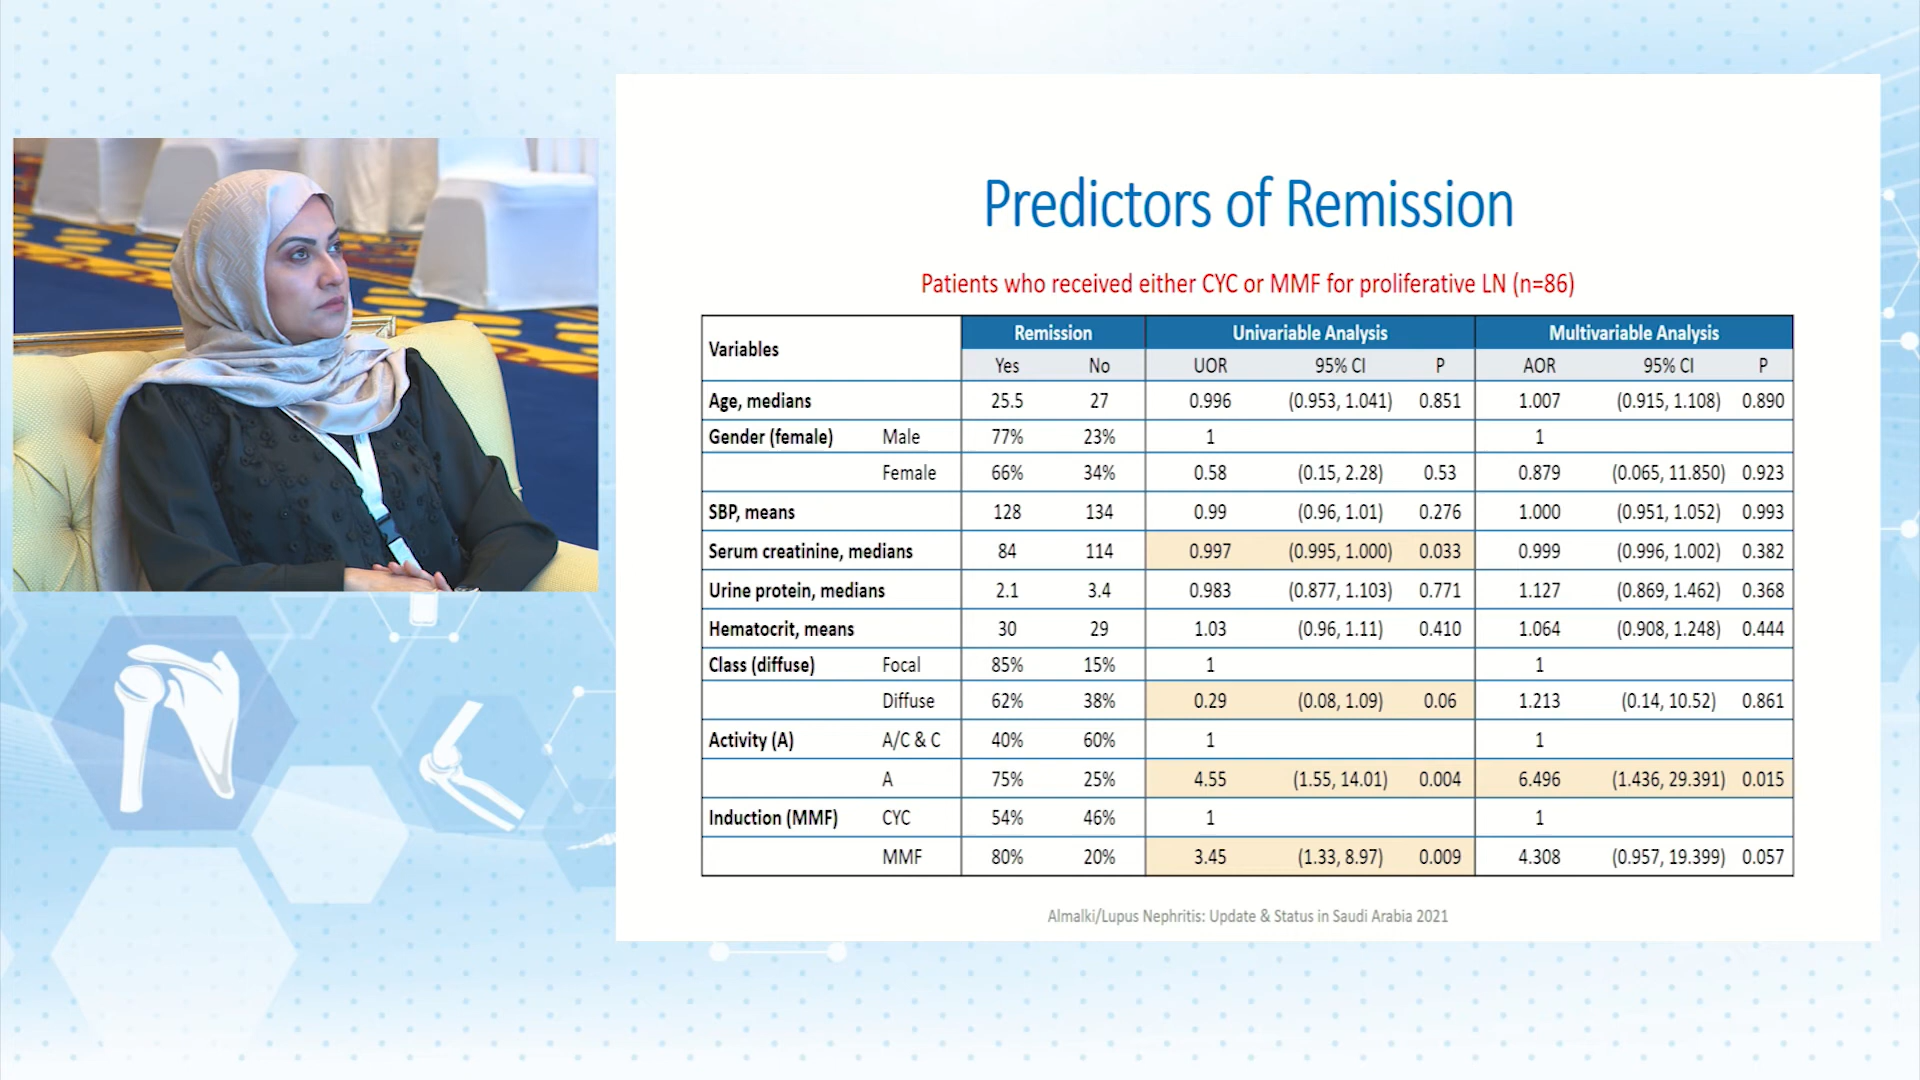 Predictors of Remission
Patients who received either CYC or MMF for proliferative LN (n=86)
Variables Remission Univariable Analysis Multivariable Analysis
Yes No UOR 95% CI P AOR 95% CI P
Age, medians 25.5 27 0.996 (0.953, 1.041) 0.851 1.007 (0.915, 1.108) 0.890
Gender (female) Male 77% 23% 1 1
Female 66% 34% 0.58 (0.15, 2.28) 0.53 0.879 (0.065, 11.850) 0.923
SBP, means 128 134 0.99 (0.96, 1.01) 0.276 1.000 (0.951, 1.052) 0.993
Serum creatinine, medians 84 114 0.997 (0.995, 1.000) 0.033 0.999 (0.996, 1.002) 0.382
Urine protein, medians 2.1 3.4 0.983 (0.877, 1.103) 0.771 1.127 (0.869, 1.462) 0.368
Hematocrit, means 30 29 1.03 (0.96, 1.11) 0.410 1.064 (0.908, 1.248) 0.444
Class (diffuse) Focal 85% 15% 1 1
Diffuse 62% 38% 0.29 (0.08, 1.09) 0.06 1.213 (0.14, 10.52) 0.861
Activity (A) A/C & C 40% 60% 1 1
A 75% 25% 4.55 (1.55, 14.01) 0.004 6.496 (1.436, 29.391) 0.015
Induction (MMF) CYC 54% 46% 1 1
MMF 80% 20% 3.45 (1.33, 8.97) 0.009 4.308 (0.957, 19.399) 0.057
Almalki/Lupus Nephritis: Update & Status in Saudi Arabia 2021